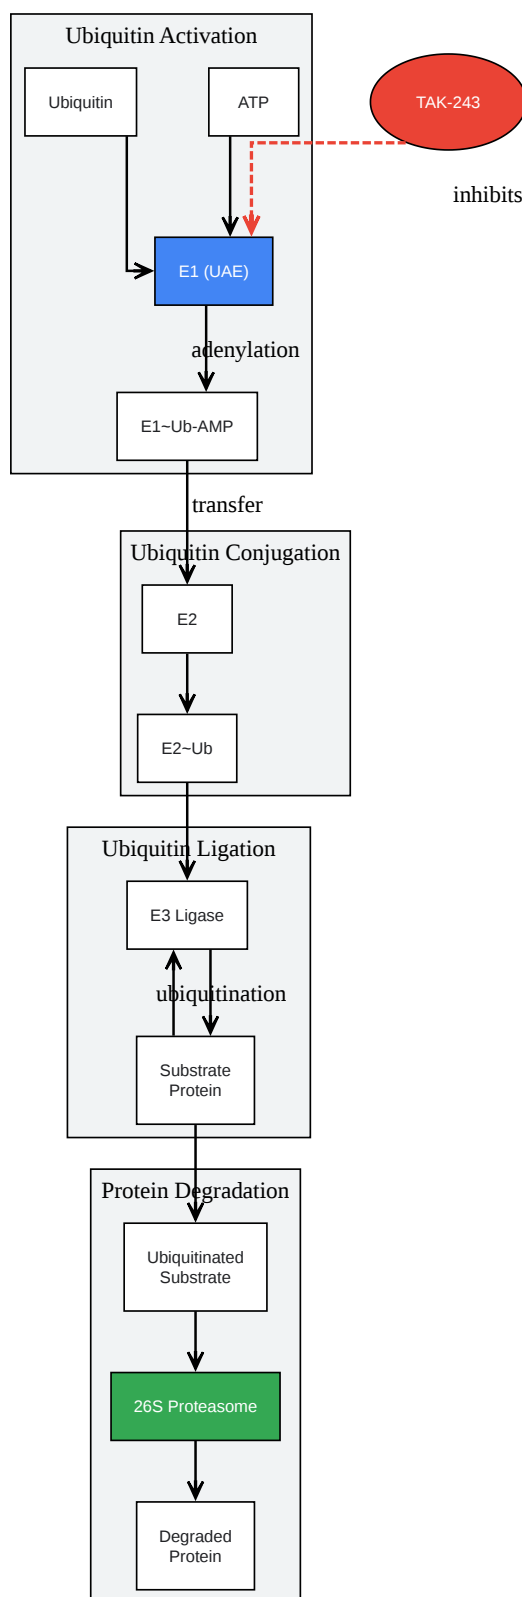 Ubiquitin Activation
Ubiquitin
ATP
TAK-243
inhibits
E1 (UAE)
adenylation
E1~Ub-AMP
transfer
Ubiquitin Conjugation
E2
E2~Ub
Ubiquitin Ligation
E3 Ligase
ubiquitination
Substrate
Protein
Protein Degradation
Ubiquitinated
Substrate
26S Proteasome
Degraded
Protein